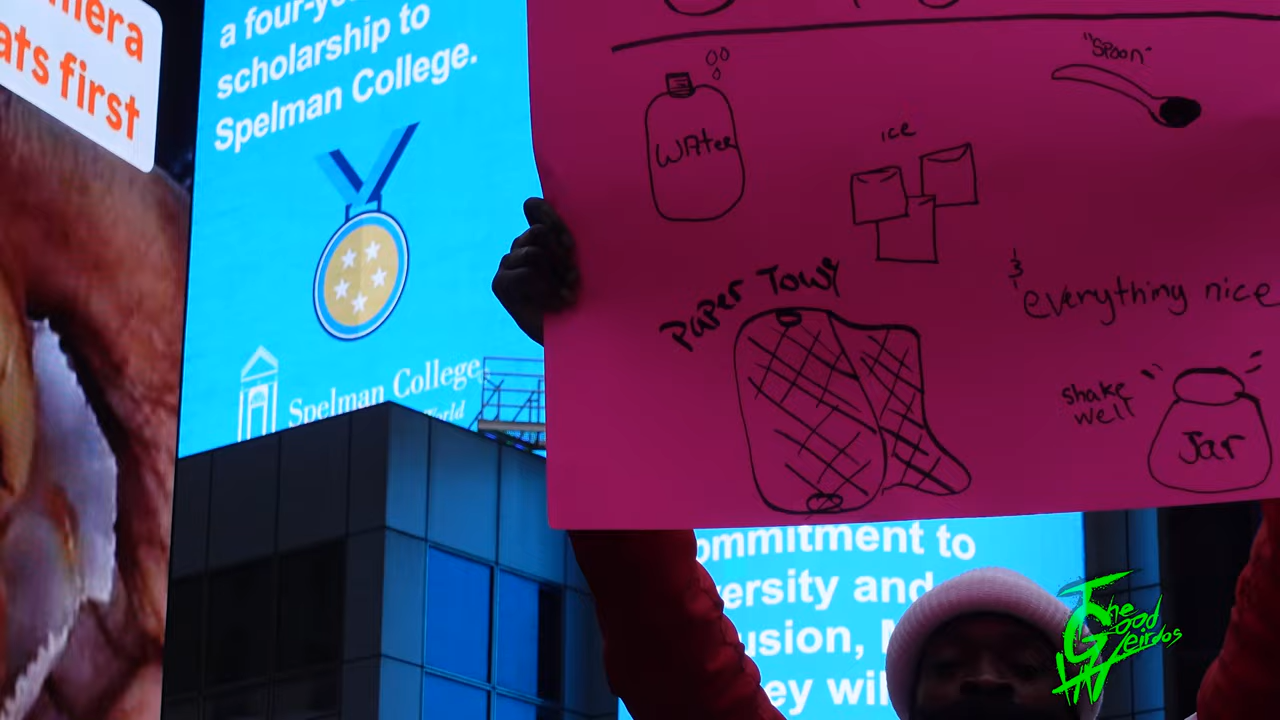 ats first
a four-ye
scholarship to
Spelman College.
Spelman College
World
"Spoon"
Water
ice
Paper Towl
&
everything nice
shake
well
Jar
ommitment to
ersity and
usion, M
ey wil
The
Good
Weirdos